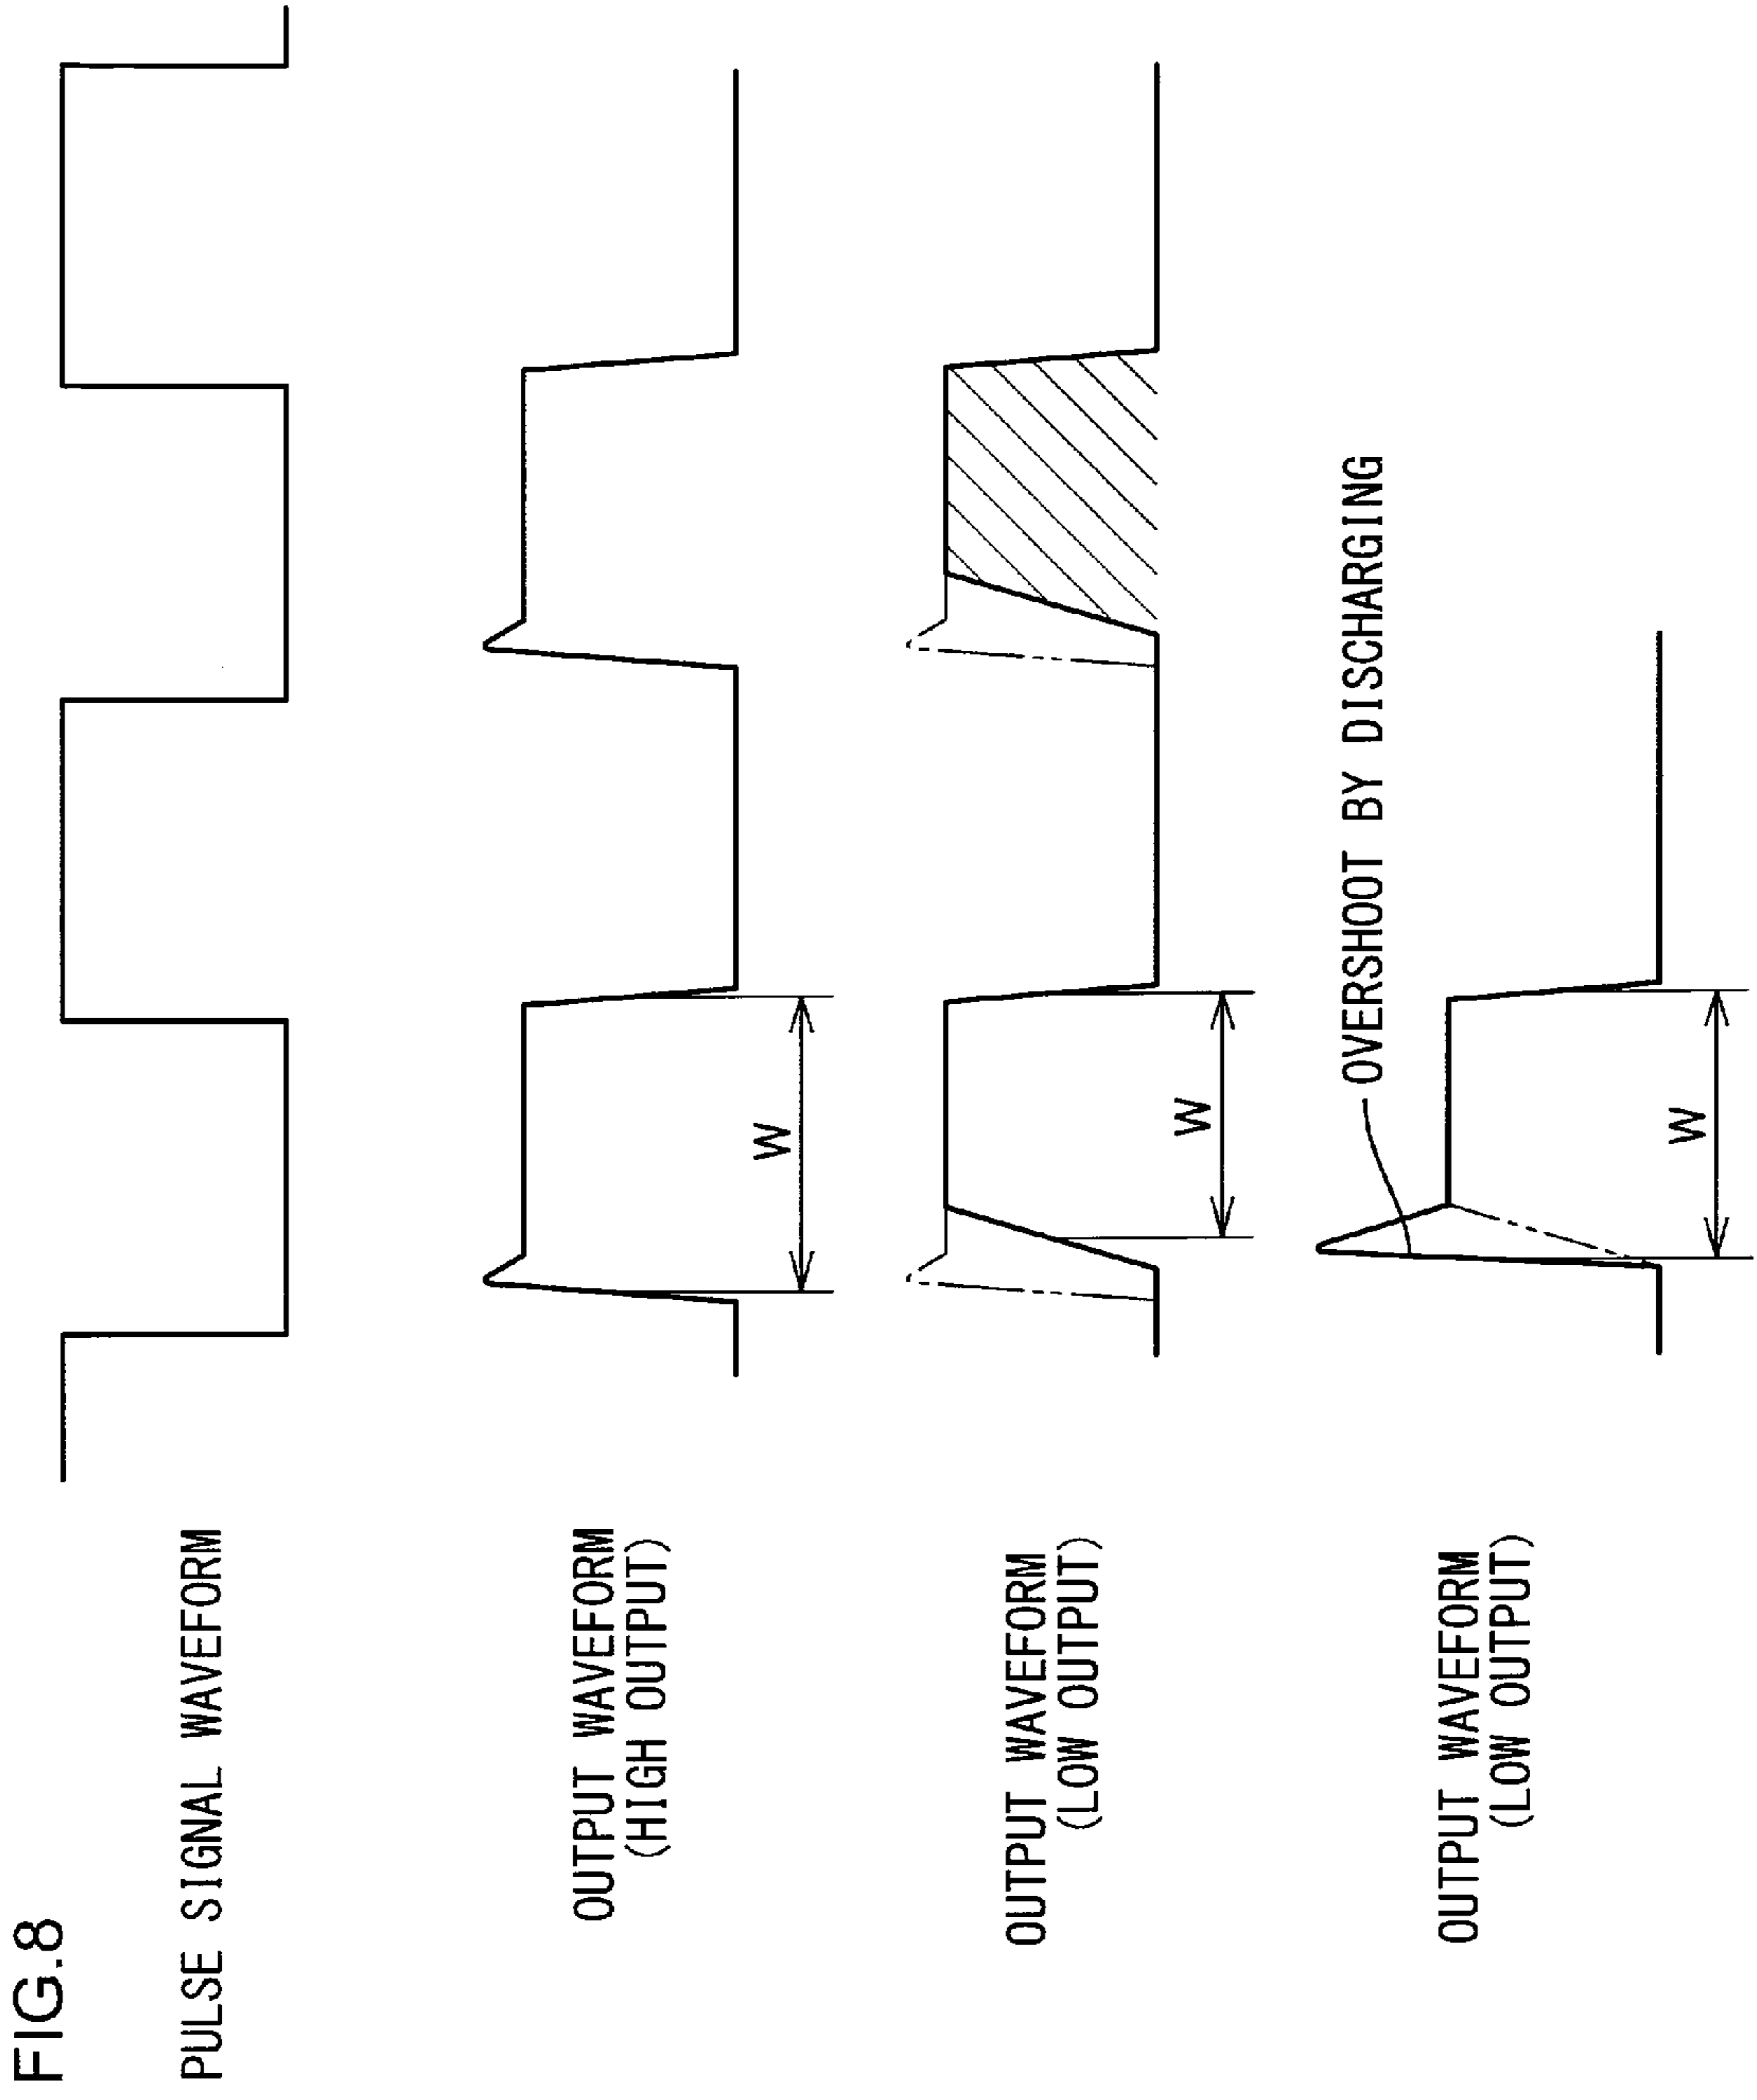 FIG.8
PULSE SIGNAL WAVEFORM
OUTPUT WAVEFORM
(HIGH OUTPUT)
W
OUTPUT WAVEFORM
(LOW OUTPUT)
W
OUTPUT WAVEFORM
(LOW OUTPUT)
OVERSHOOT BY DISCHARGING
W